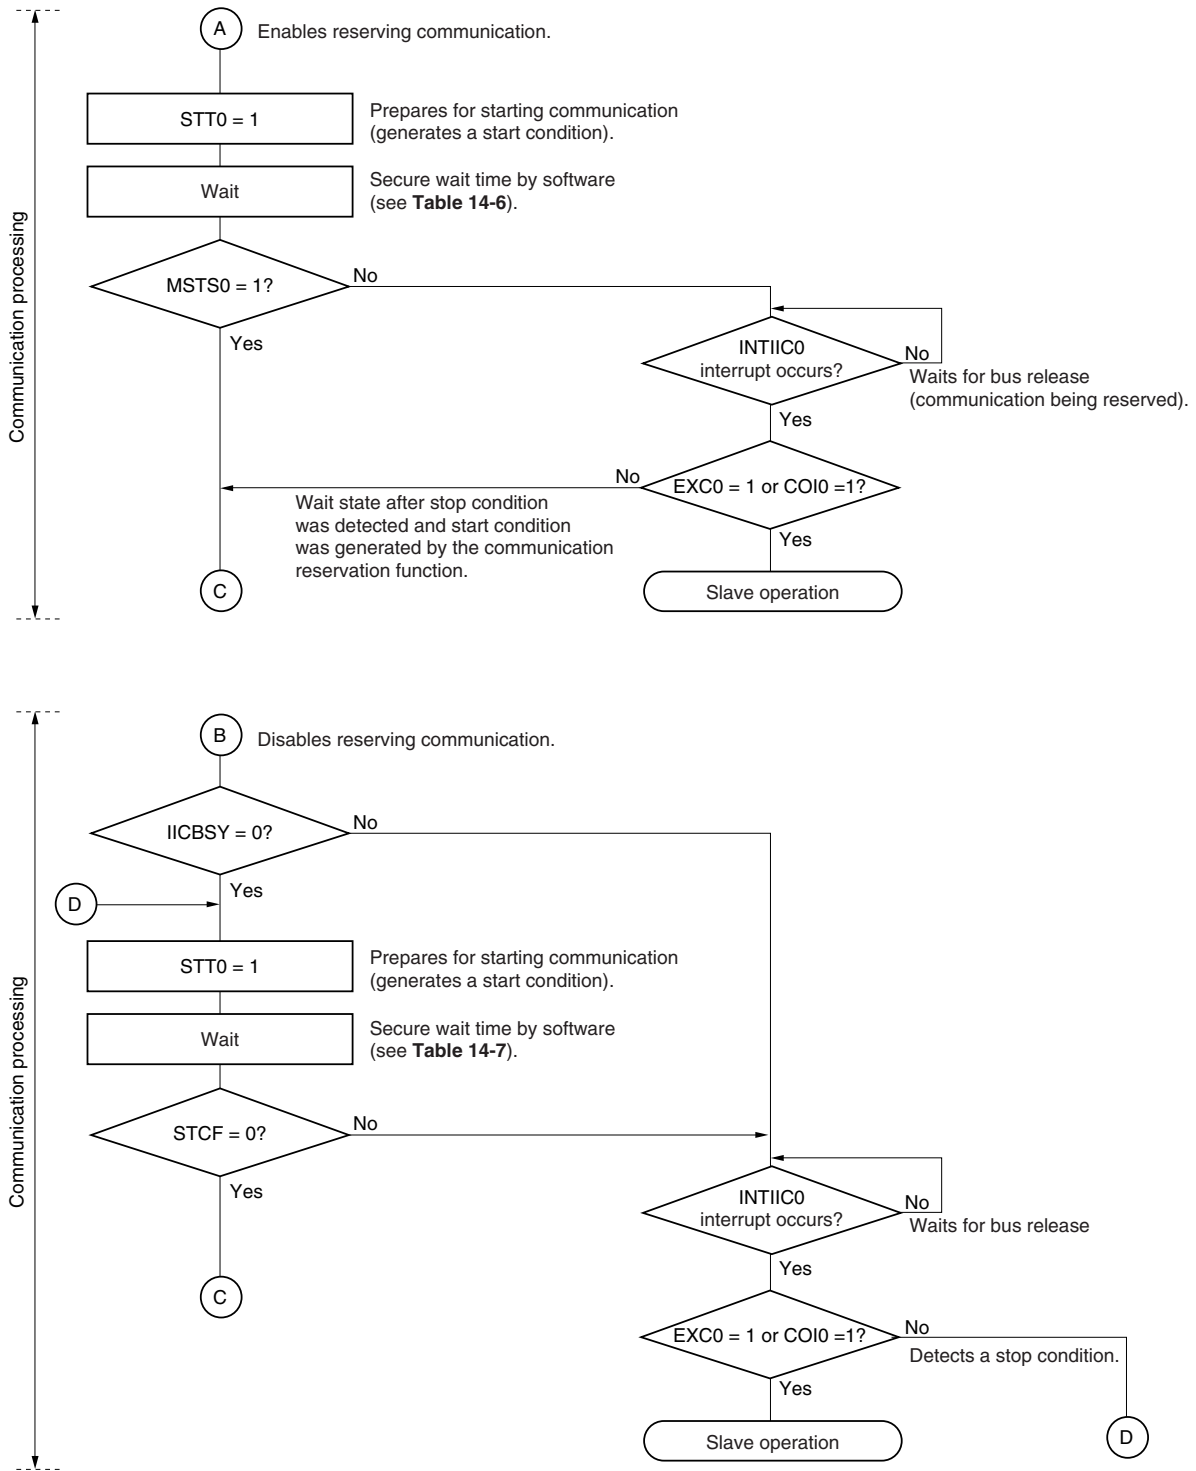 A
Enables reserving communication.
STT0 = 1
Prepares for starting communication
(generates a start condition).
Wait
Secure wait time by software
(see Table 14-6).
Communication processing
MSTS0 = 1?
No
Yes
INTIIC0
interrupt occurs?
No
Waits for bus release
(communication being reserved).
Yes
EXC0 = 1 or COI0 =1?
No
Wait state after stop condition
was detected and start condition
was generated by the communication
reservation function.
Yes
C
Slave operation
B
Disables reserving communication.
IICBSY = 0?
No
Yes
D
STT0 = 1
Prepares for starting communication
(generates a start condition).
Wait
Secure wait time by software
(see Table 14-7).
Communication processing
STCF = 0?
No
Yes
INTIIC0
interrupt occurs?
No
Waits for bus release
Yes
C
EXC0 = 1 or COI0 =1?
No
Detects a stop condition.
Yes
Slave operation
D